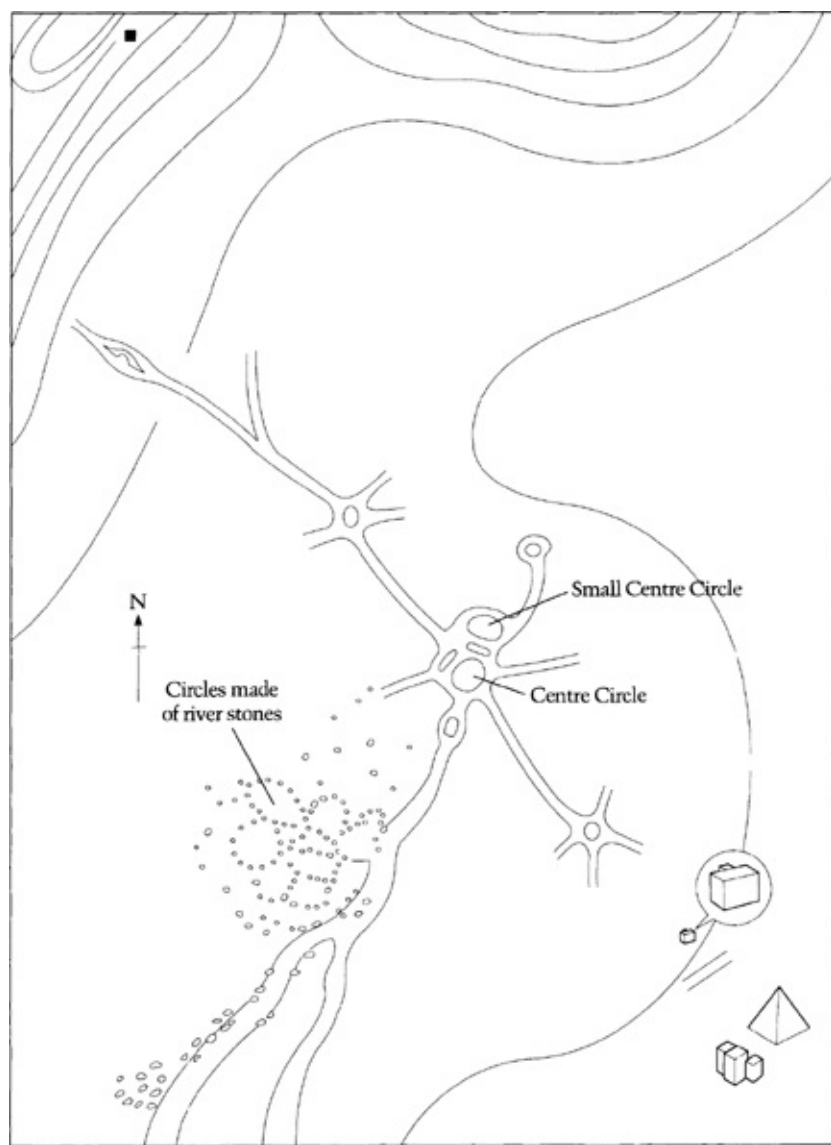 Small Centre Circle
N
Circles made
of river stones
Centre Circle